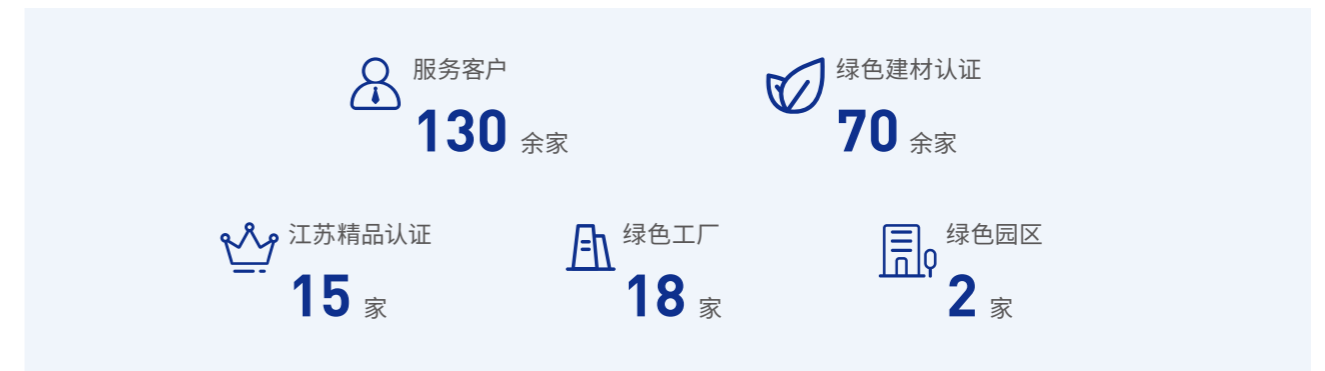 服务客户
130 余家
绿色建材认证
70 余家
江苏精品认证
15 家
绿色工厂
18 家
绿色园区
2 家